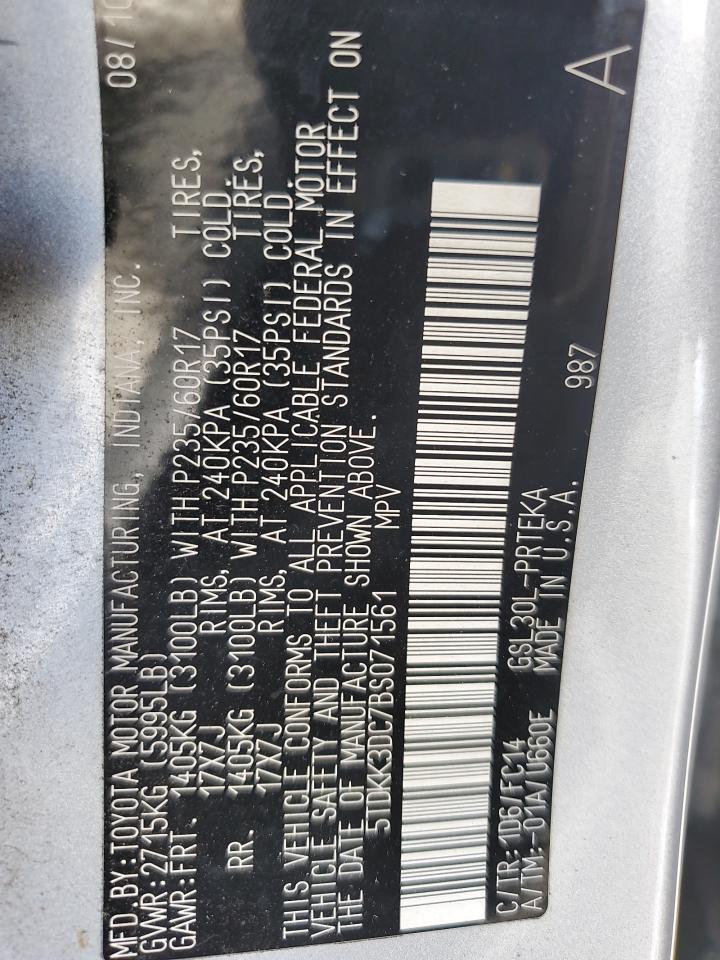 MFD.BY:TOYOTA MOTOR MANUFACTURING, INDIANA, INC. 08/10
GVWR:2715KG (5995LB)
GAWR:FRT. 1405KG (3100LB) WITH P235/60R17 TIRES,
17X7J RIMS, AT 240KPA (35PSI) COLD.
RR. 1405KG (3100LB) WITH P235/60R17 TIRES,
17X7J RIMS, AT 240KPA (35PSI) COLD.
THIS VEHICLE CONFORMS TO ALL APPLICABLE FEDERAL MOTOR
VEHICLE SAFETY AND THEFT PREVENTION STANDARDS IN EFFECT ON
THE DATE OF MANUFACTURE SHOWN ABOVE.
5TDKK3DC7BS071561 MPV
C/TR: 1D6/FC14 GSL30L-PRTEKA
A/TM:-01A/U660E MADE IN U.S.A. 987 A